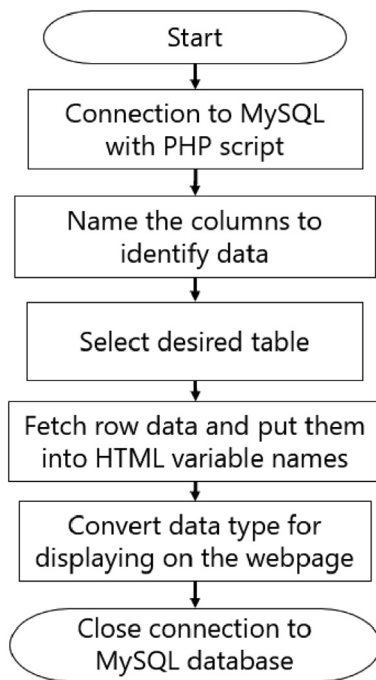 Start
Connection to MySQL
with PHP script
Name the columns to
identify data
Select desired table
Fetch row data and put them
into HTML variable names
Convert data type for
displaying on the webpage
Close connection to
MySQL database